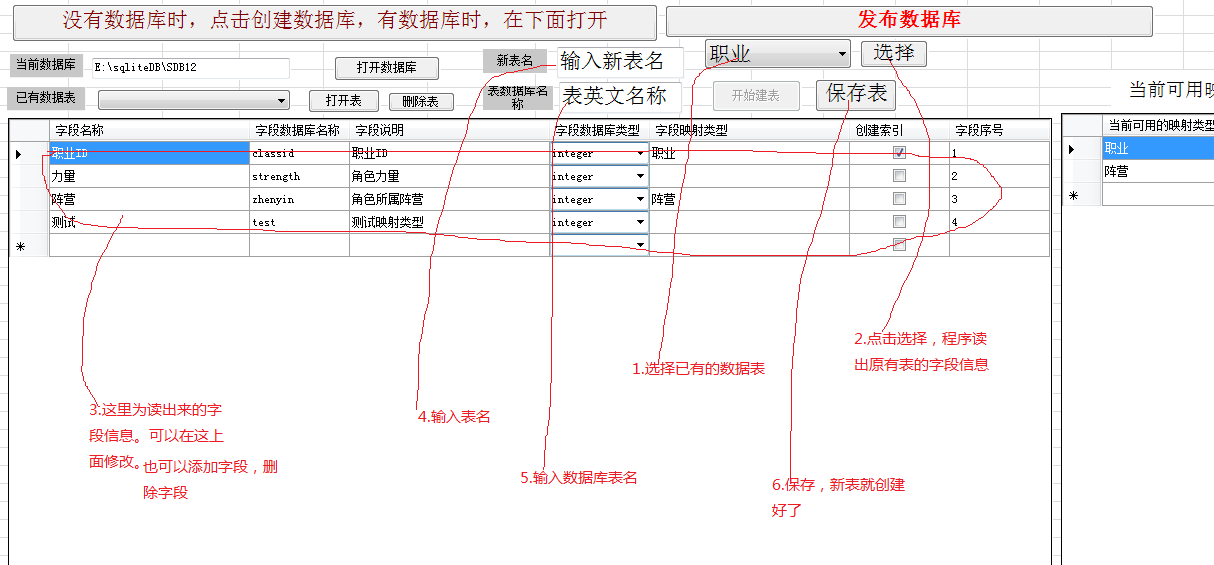 没有数据库时，点击创建数据库，有数据库时，在下面打开
发布数据库
当前数据库
E:\sqliteDB\SDB12
打开数据库
新表名
输入新表名
职业
选择
已有数据表
打开表
删除表
表数据库名称
表英文名称
开始建表
保存表
当前可用映
字段名称 字段数据库名称 字段说明 字段数据库类型 字段映射类型 创建索引 字段序号
职业ID classid 职业ID integer 职业 1
力量 strength 角色力量 integer 2
阵营 zhenyin 角色所属阵营 integer 阵营 3
测试 test 测试映射类型 integer 4
当前可用的映射类型
职业
阵营
1.选择已有的数据表
2.点击选择，程序读
出原有表的字段信息
3.这里为读出来的字
段信息。可以在这上
面修改。也可以添加字段，删
除字段
4.输入表名
5.输入数据库表名
6.保存，新表就创建
好了